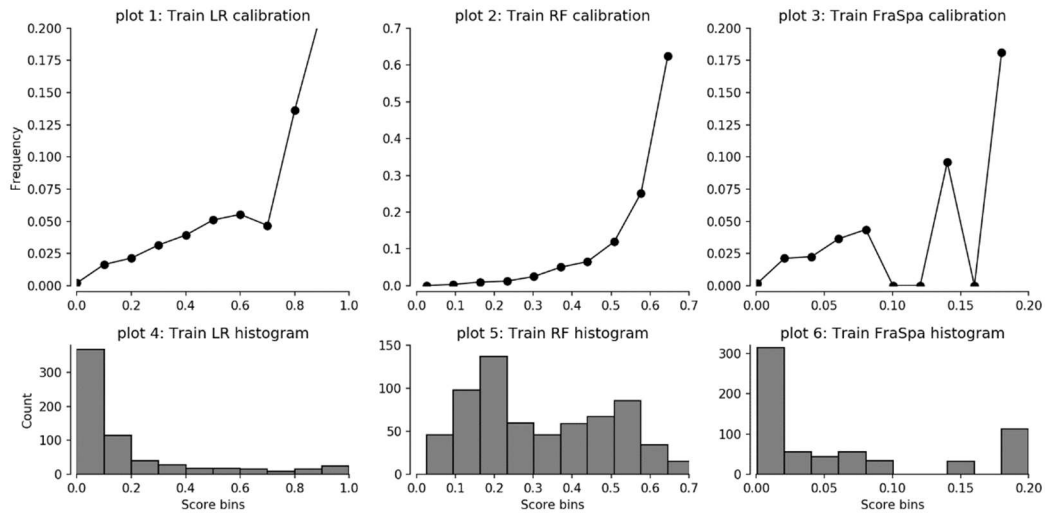 plot 1: Train LR calibration
plot 2: Train RF calibration
plot 3: Train FraSpa calibration
0.200
0.175
0.150
0.125
0.100
0.075
0.050
0.025
0.000
Frequency
0.0 0.2 0.4 0.6 0.8 1.0
0.7
0.6
0.5
0.4
0.3
0.2
0.1
0.0
0.0 0.1 0.2 0.3 0.4 0.5 0.6 0.7
0.200
0.175
0.150
0.125
0.100
0.075
0.050
0.025
0.000
0.00 0.05 0.10 0.15 0.20
plot 4: Train LR histogram
plot 5: Train RF histogram
plot 6: Train FraSpa histogram
300
200
100
0
Count
0.0 0.2 0.4 0.6 0.8 1.0
Score bins
150
100
50
0
0.0 0.1 0.2 0.3 0.4 0.5 0.6 0.7
Score bins
300
200
100
0
0.00 0.05 0.10 0.15 0.20
Score bins